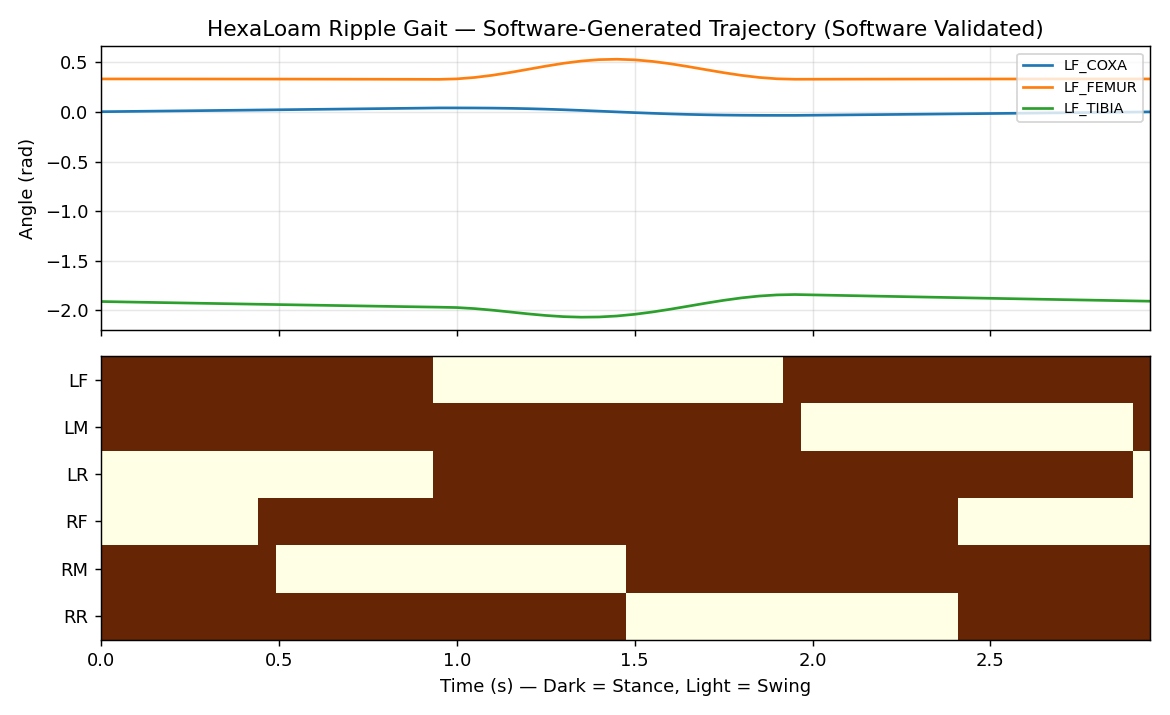 HexaLoam Ripple Gait — Software-Generated Trajectory (Software Validated)
Angle (rad)
0.5
0.0
−0.5
−1.0
−1.5
−2.0
LF_COXA
LF_FEMUR
LF_TIBIA
LF
LM
LR
RF
RM
RR
0.0 0.5 1.0 1.5 2.0 2.5
Time (s) — Dark = Stance, Light = Swing